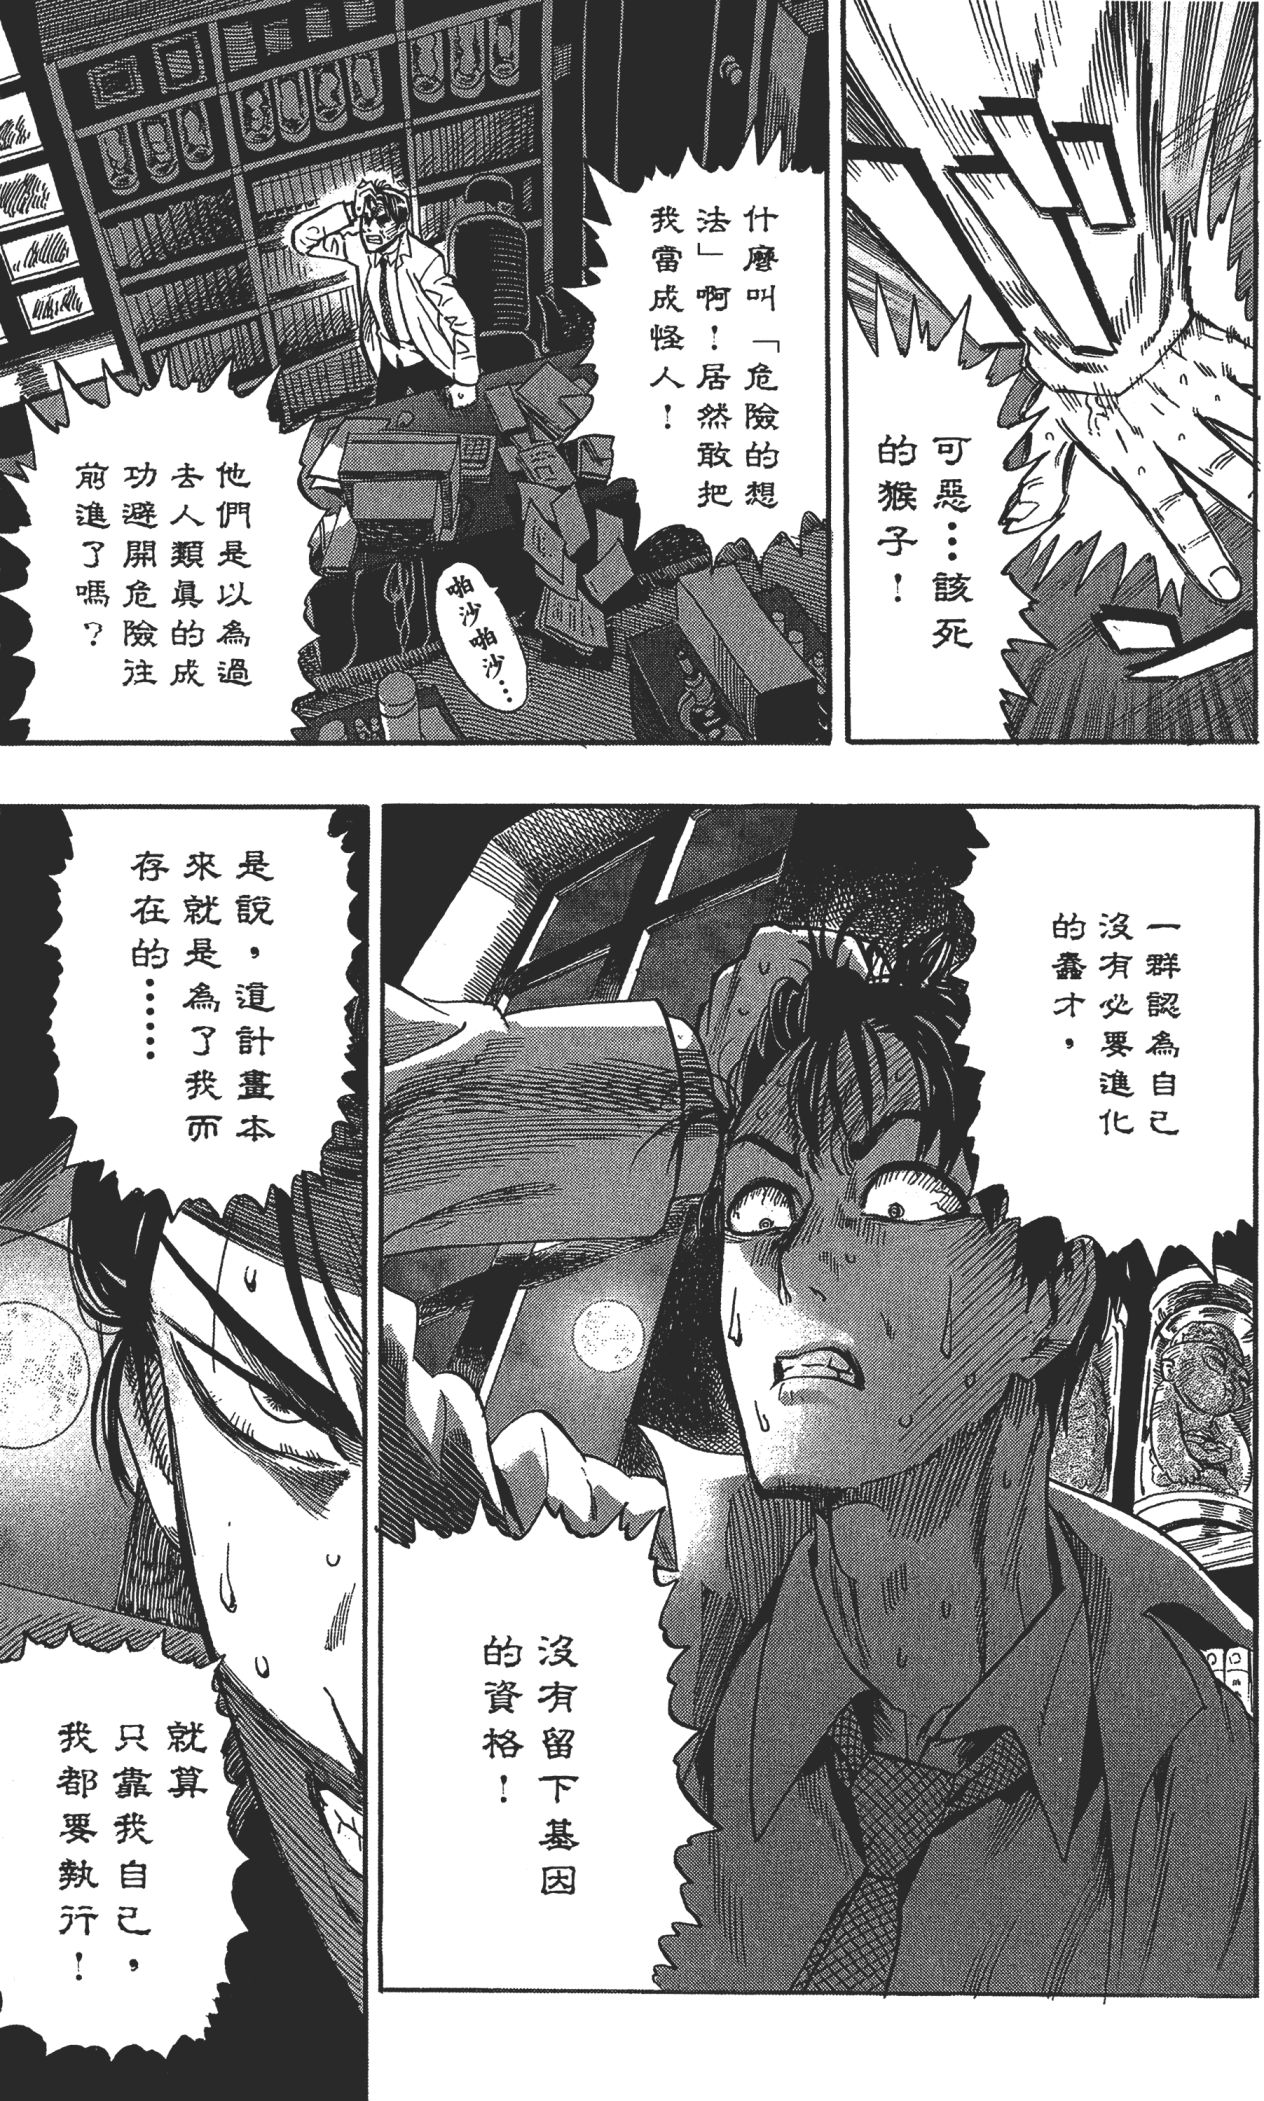 可惡…該死
的猴子！
什麼叫「危險的想
法」啊！居然敢把
我當成怪人！
啪沙啪沙…
他們是以為過
去人類真的成
功避開危險往
前進了嗎？
一群認為自己
沒有必要進化
的蠢才，
沒有留下基因
的資格！
是說，這計畫本
來就是為了我而
存在的……
就算
只靠我自己，
我都要執行！